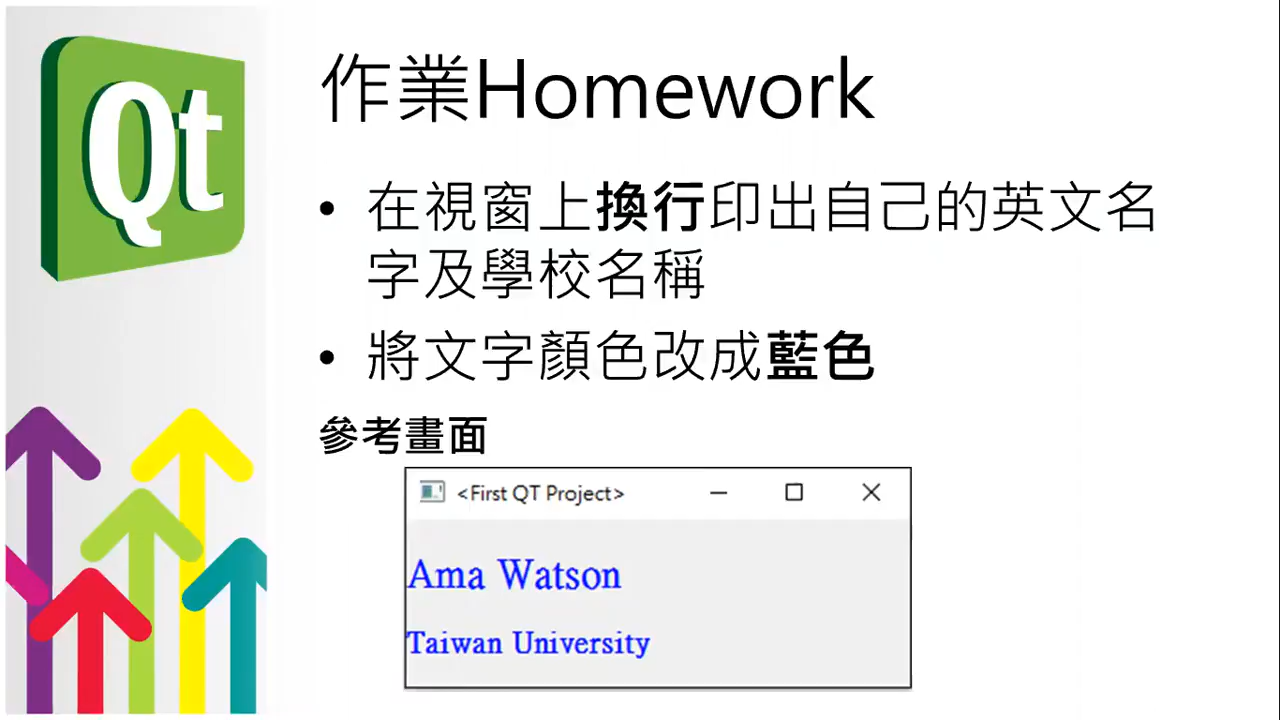 Qt
作業Homework
• 在視窗上換行印出自己的英文名
字及學校名稱
• 將文字顏色改成藍色
參考畫面
<First QT Project>
Ama Watson
Taiwan University